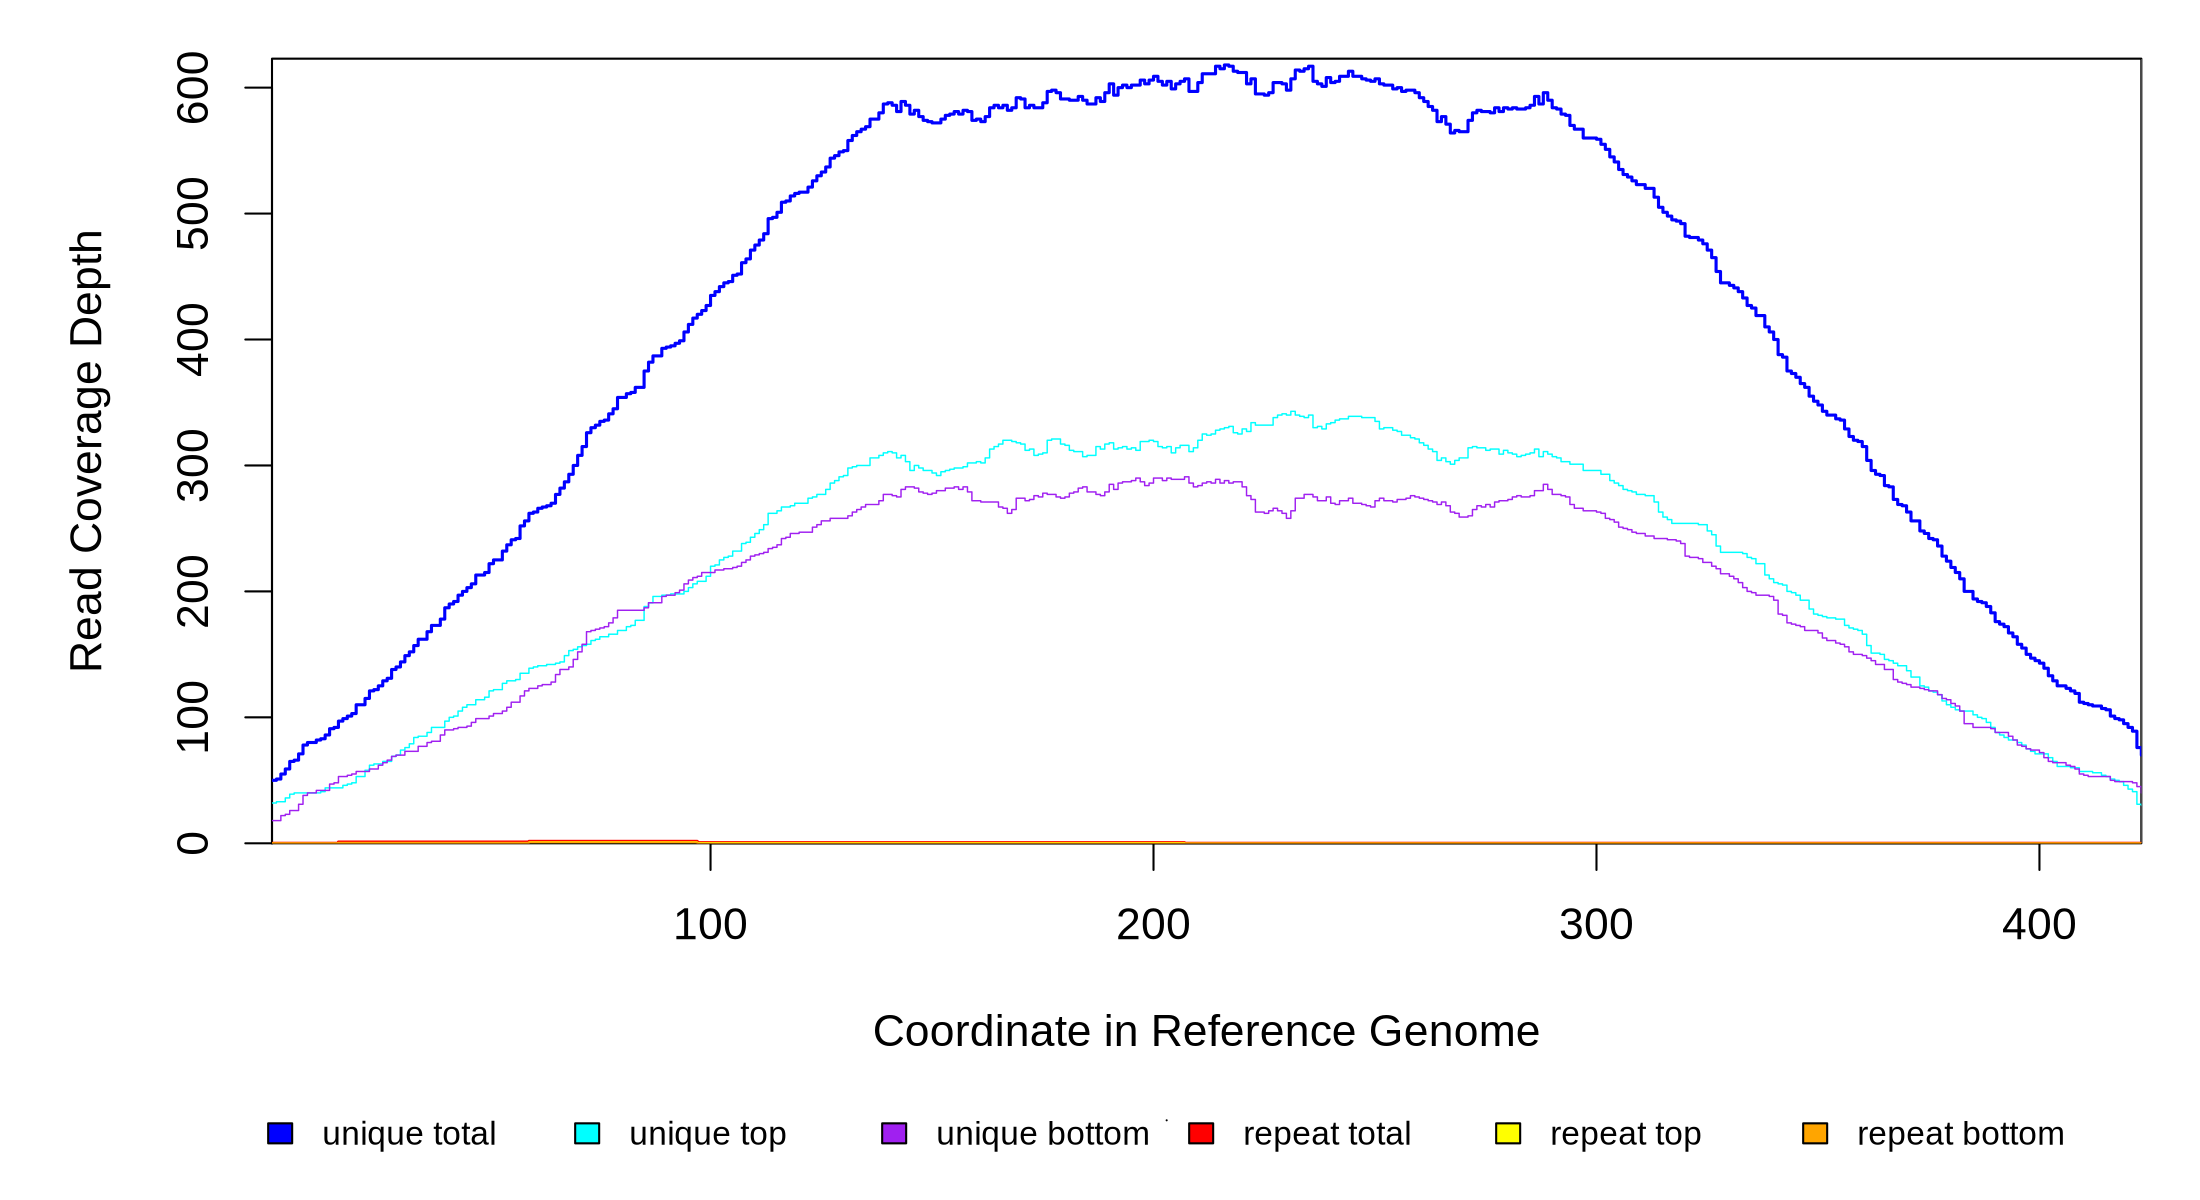 600
500
400
300
200
100
0
Read Coverage Depth
100 200 300 400
Coordinate in Reference Genome
unique total unique top unique bottom repeat total repeat top repeat bottom